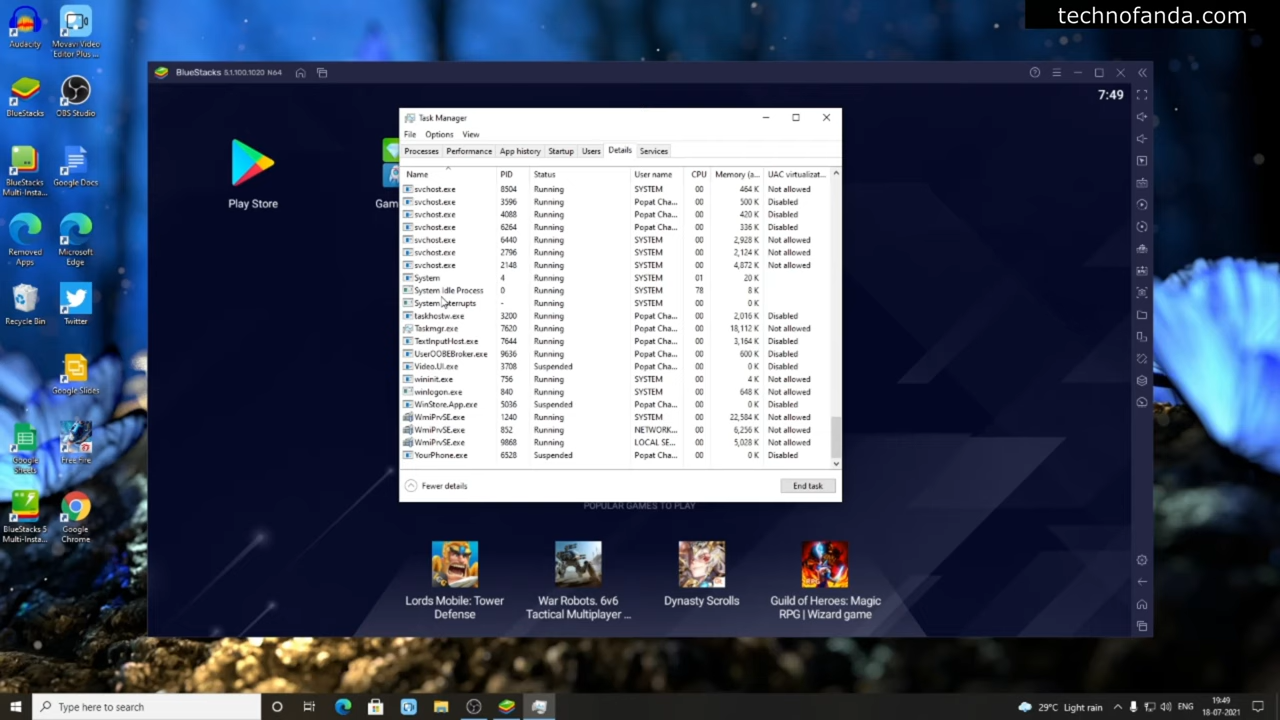 technofanda.com
Audacity
Movavi Video
Editor Plus ...
BlueStacks
OBS Studio
BlueStacks
Multi-Insta...
Google Docs
Removed
Apps
Microsoft
Edge
Recycle Bin
Twitter
Google Slides
Google
Sheets
Free Fire
BlueStacks 5
Multi-Insta...
Google
Chrome
BlueStacks 5.1.100.1020 N64
7:49
Play Store
Gam
Task Manager
File Options View
Processes Performance App history Startup Users Details Services
Name PID Status User name CPU Memory (a... UAC virtualizat...
svchost.exe 8504 Running SYSTEM 00 464 K Not allowed
svchost.exe 3596 Running Popat Cha... 00 500 K Disabled
svchost.exe 4088 Running Popat Cha... 00 420 K Disabled
svchost.exe 6264 Running Popat Cha... 00 336 K Disabled
svchost.exe 6440 Running SYSTEM 00 2,928 K Not allowed
svchost.exe 2796 Running SYSTEM 00 2,124 K Not allowed
svchost.exe 2148 Running SYSTEM 00 4,872 K Not allowed
System 4 Running SYSTEM 01 20 K
System Idle Process 0 Running SYSTEM 78 8 K
System interrupts - Running SYSTEM 00 0 K
taskhostw.exe 3200 Running Popat Cha... 00 2,016 K Disabled
Taskmgr.exe 7620 Running Popat Cha... 00 18,112 K Not allowed
TextInputHost.exe 7644 Running Popat Cha... 00 3,164 K Disabled
UserOOBEBroker.exe 9636 Running Popat Cha... 00 600 K Disabled
Video.UI.exe 3708 Suspended Popat Cha... 00 0 K Disabled
wininit.exe 756 Running SYSTEM 00 4 K Not allowed
winlogon.exe 840 Running SYSTEM 00 648 K Not allowed
WinStore.App.exe 5036 Suspended Popat Cha... 00 0 K Disabled
WmiPrvSE.exe 1240 Running SYSTEM 00 22,584 K Not allowed
WmiPrvSE.exe 852 Running NETWORK... 00 6,256 K Not allowed
WmiPrvSE.exe 9868 Running LOCAL SE... 00 5,028 K Not allowed
YourPhone.exe 6528 Suspended Popat Cha... 00 0 K Disabled
Fewer details End task
POPULAR GAMES TO PLAY
Lords Mobile: Tower
Defense
War Robots. 6v6
Tactical Multiplayer ...
Dynasty Scrolls
Guild of Heroes: Magic
RPG | Wizard game
Type here to search
29°C Light rain
ENG
19:49
18-07-2021